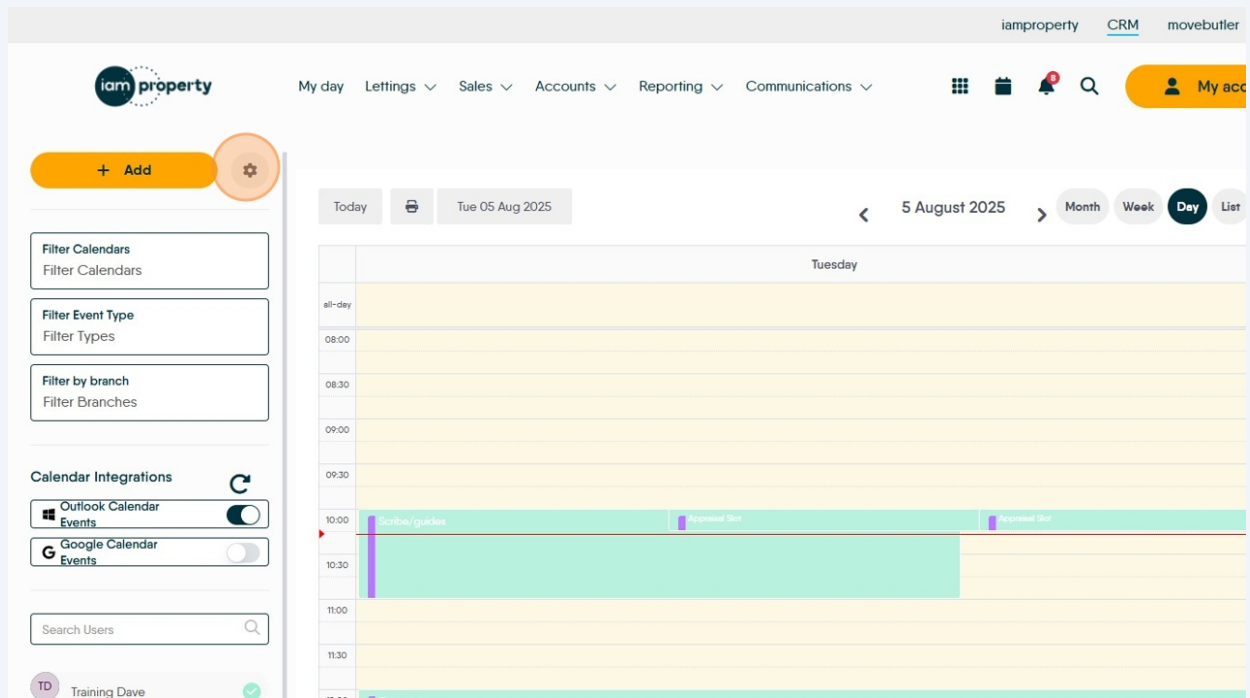 iamproperty CRM movebutler
iam property
My day Lettings Sales Accounts Reporting Communications
8
My acc
+ Add
Today Tue 05 Aug 2025 5 August 2025 Month Week Day List
Filter Calendars
Filter Calendars
Filter Event Type
Filter Types
Filter by branch
Filter Branches
Calendar Integrations
Outlook Calendar
Events
G Google Calendar
Events
Search Users
TD Training Dave
Tuesday
all-day
08:00
08:30
09:00
09:30
10:00 Scribe/guides Appraisal Slot Appraisal Slot
10:30
11:00
11:30